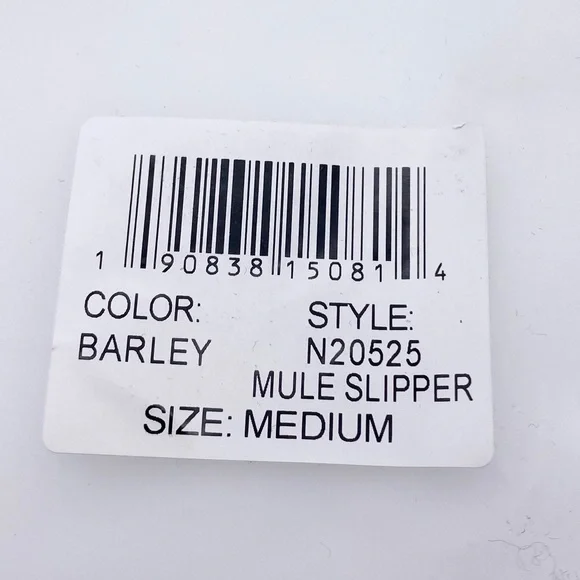 1 90838 15081 4
COLOR: STYLE:
BARLEY N20525
MULE SLIPPER
SIZE: MEDIUM